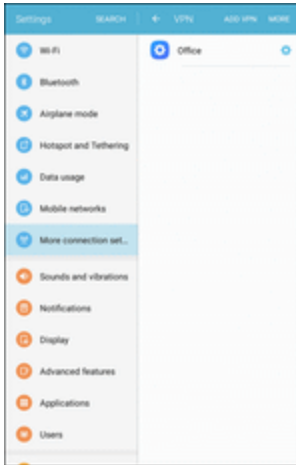 Settings
SEARCH
VPN
ADD VPN
MORE
Wi-Fi
Bluetooth
Airplane mode
Hotspot and Tethering
Data usage
Mobile networks
More connection set...
Sounds and vibrations
Notifications
Display
Advanced features
Applications
Users
Office